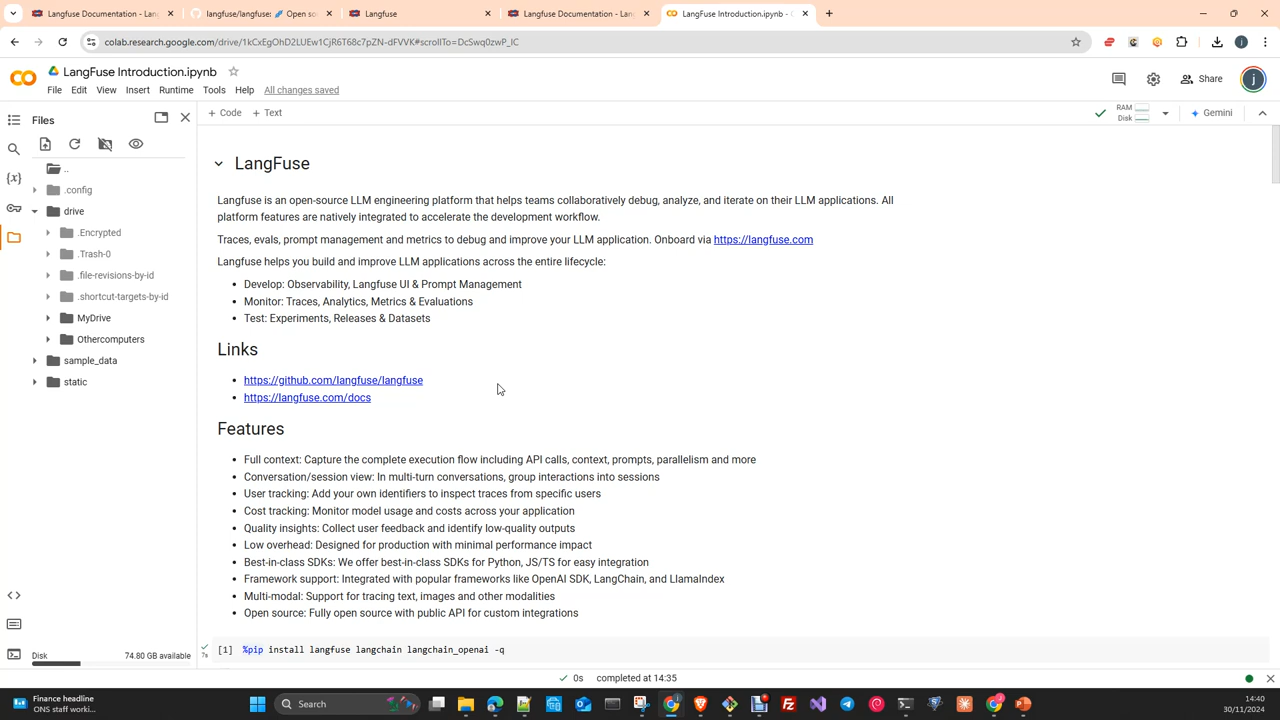 Langfuse Documentation - Lang
langfuse/langfuse: Open so
Langfuse
Langfuse Documentation - Lang
LangFuse Introduction.ipynb - C
colab.research.google.com/drive/1kCxEgOhD2LUEw1CjR6T68c7pZN-dFVVK#scrollTo=DcSwq0zwP_IC
LangFuse Introduction.ipynb
File Edit View Insert Runtime Tools Help All changes saved
Share
j
Files
+ Code + Text
RAM
Disk
Gemini
..
.config
drive
.Encrypted
.Trash-0
.file-revisions-by-id
.shortcut-targets-by-id
MyDrive
Othercomputers
sample_data
static
Disk 74.80 GB available
LangFuse
Langfuse is an open-source LLM engineering platform that helps teams collaboratively debug, analyze, and iterate on their LLM applications. All
platform features are natively integrated to accelerate the development workflow.
Traces, evals, prompt management and metrics to debug and improve your LLM application. Onboard via https://langfuse.com
Langfuse helps you build and improve LLM applications across the entire lifecycle:
• Develop: Observability, Langfuse UI & Prompt Management
• Monitor: Traces, Analytics, Metrics & Evaluations
• Test: Experiments, Releases & Datasets
Links
• https://github.com/langfuse/langfuse
• https://langfuse.com/docs
Features
• Full context: Capture the complete execution flow including API calls, context, prompts, parallelism and more
• Conversation/session view: In multi-turn conversations, group interactions into sessions
• User tracking: Add your own identifiers to inspect traces from specific users
• Cost tracking: Monitor model usage and costs across your application
• Quality insights: Collect user feedback and identify low-quality outputs
• Low overhead: Designed for production with minimal performance impact
• Best-in-class SDKs: We offer best-in-class SDKs for Python, JS/TS for easy integration
• Framework support: Integrated with popular frameworks like OpenAI SDK, LangChain, and LlamaIndex
• Multi-modal: Support for tracing text, images and other modalities
• Open source: Fully open source with public API for custom integrations
7s
[1] %pip install langfuse langchain langchain_openai -q
0s completed at 14:35
Finance headline
ONS staff worki...
Search
14:40
30/11/2024